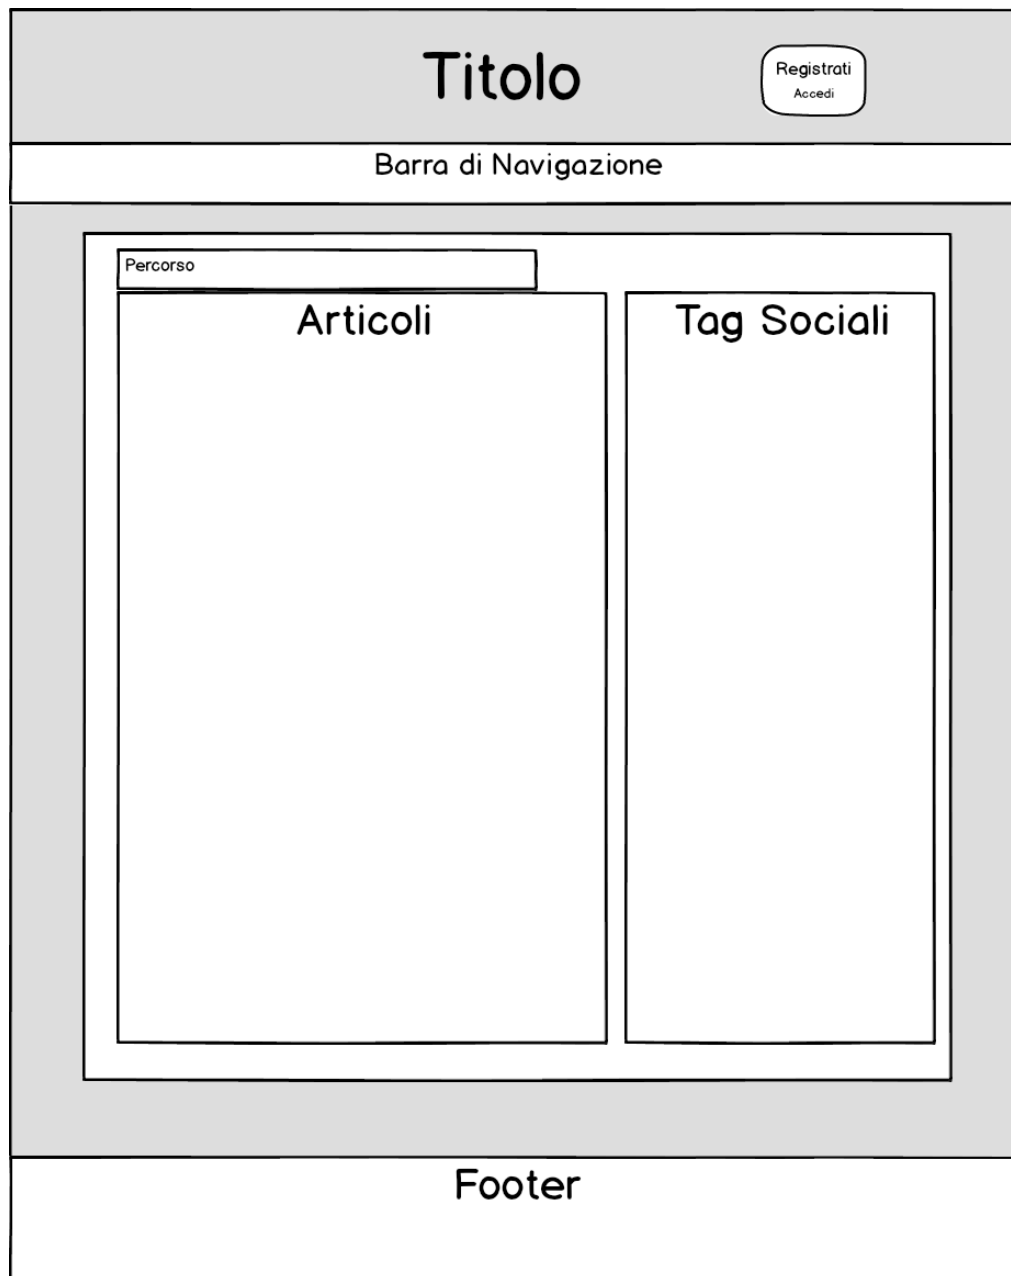 Titolo
Registrati
Accedi
Barra di Navigazione
Percorso
Articoli
Tag Sociali
Footer